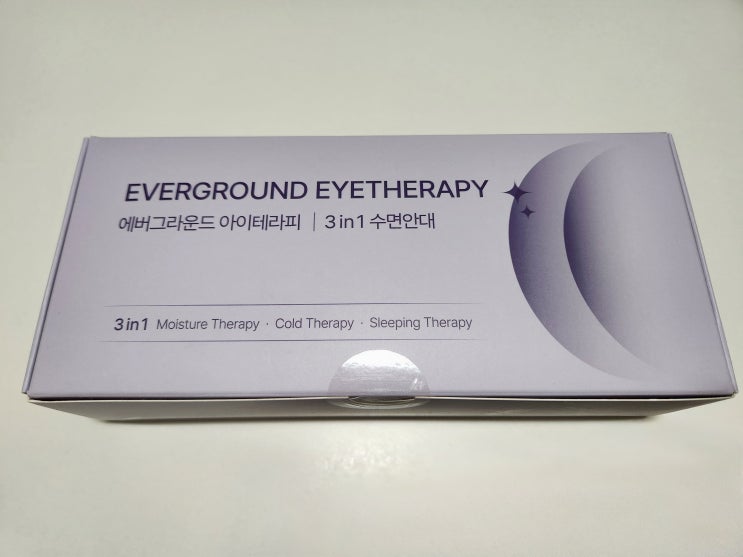 EVERGROUND EYETHERAPY
에버그라운드 아이테라피 | 3 in 1 수면안대
3 in 1 Moisture Therapy · Cold Therapy · Sleeping Therapy